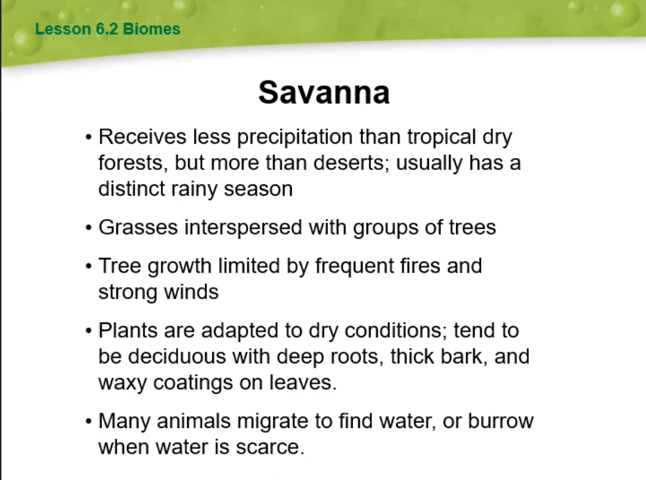 Lesson 6.2 Biomes
Savanna
• Receives less precipitation than tropical dry
forests, but more than deserts; usually has a
distinct rainy season
• Grasses interspersed with groups of trees
• Tree growth limited by frequent fires and
strong winds
• Plants are adapted to dry conditions; tend to
be deciduous with deep roots, thick bark, and
waxy coatings on leaves.
• Many animals migrate to find water, or burrow
when water is scarce.